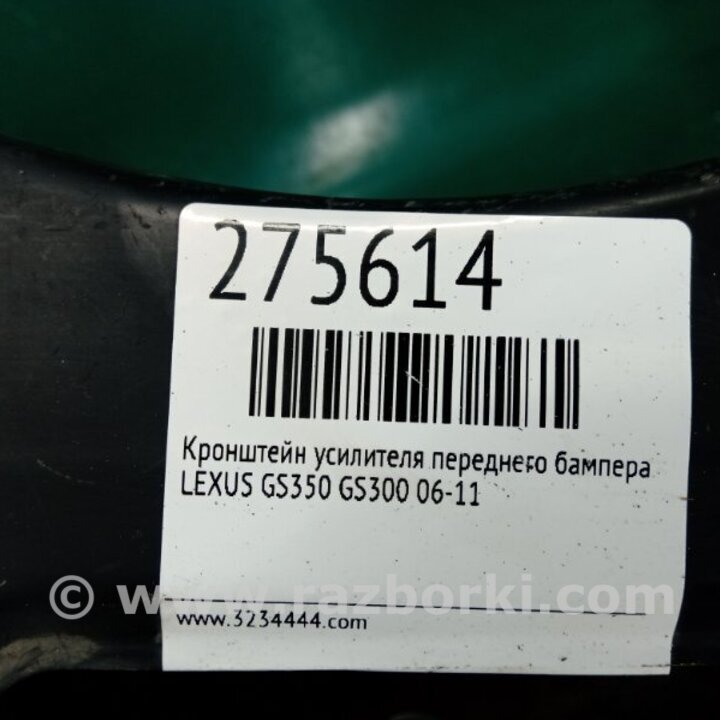 275614
Кронштейн усилителя переднего бампера
LEXUS GS350 GS300 06-11
© www.razborki.com
www.3234444.com